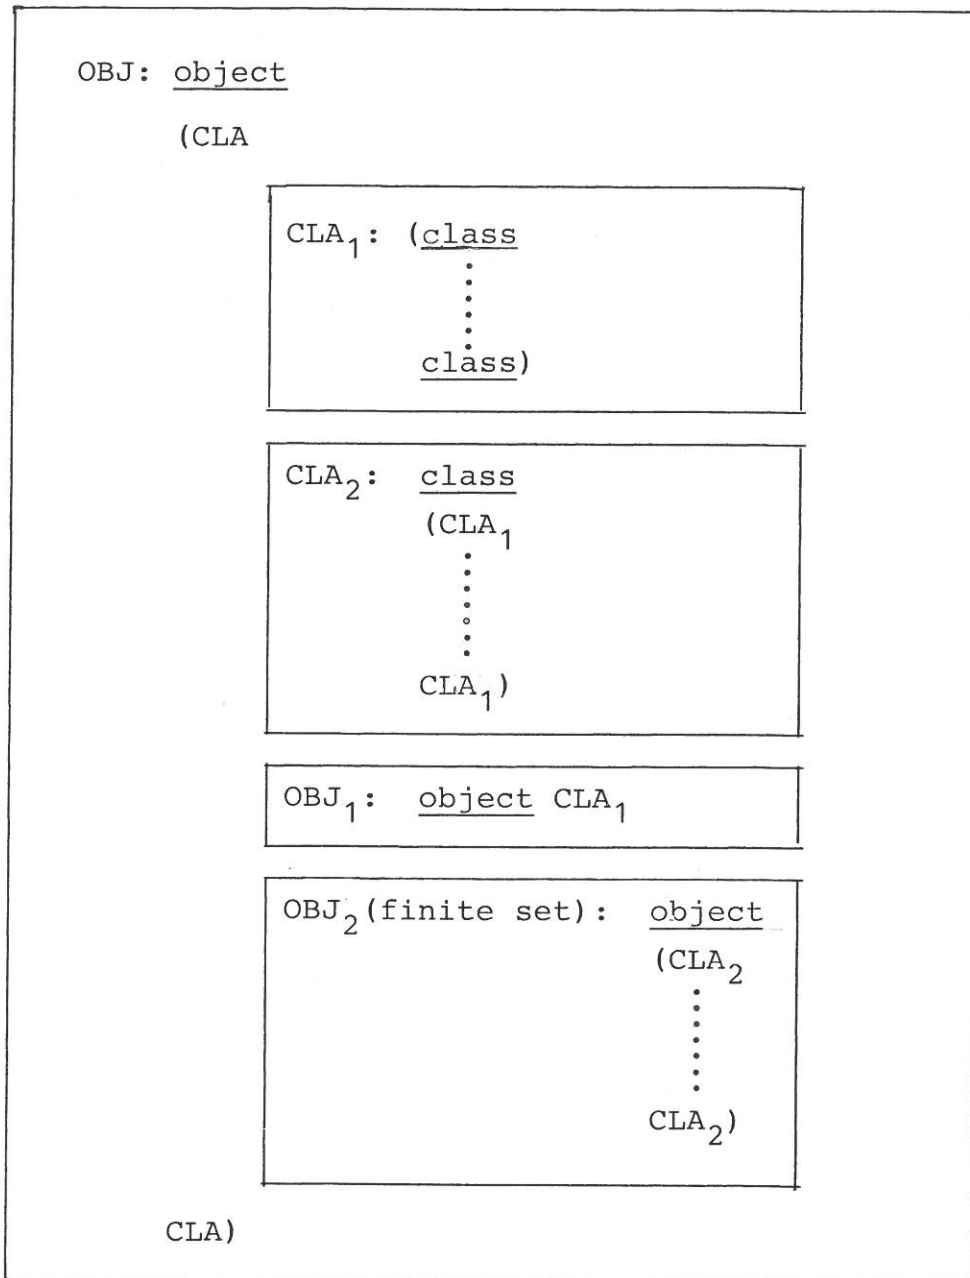 OBJ: object
(CLA
CLA₁: (class
class)
CLA₂: class
(CLA₁
CLA₁)
OBJ₁: object CLA₁
OBJ₂(finite set): object
(CLA₂
CLA₂)
CLA)